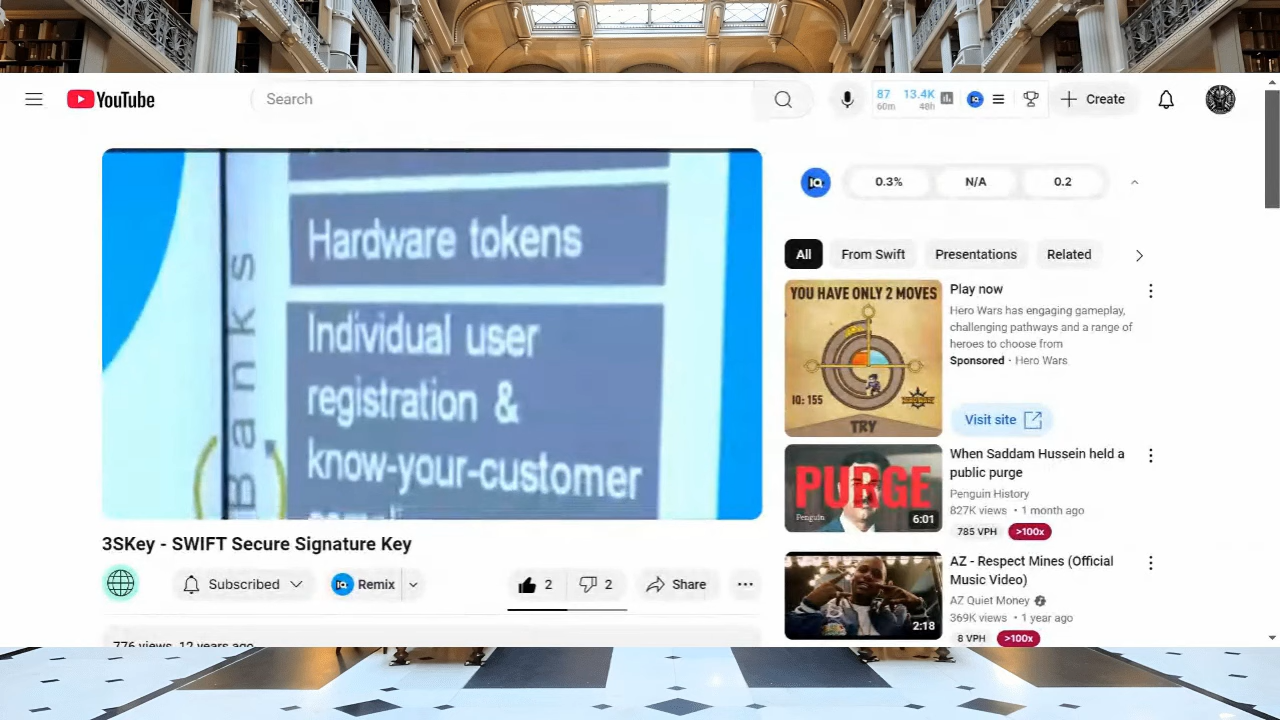 YouTube
Search
87
60m
13.4K
48h
Create
Banks
Hardware tokens
Individual user
registration &
know-your-customer
3SKey - SWIFT Secure Signature Key
Subscribed
Remix
2
2
Share
776 views 12 years ago
0.3%
N/A
0.2
All
From Swift
Presentations
Related
YOU HAVE ONLY 2 MOVES
IQ: 155
TRY
Play now
Hero Wars has engaging gameplay,
challenging pathways and a range of
heroes to choose from
Sponsored · Hero Wars
Visit site
PURGE
Penguin
6:01
When Saddam Hussein held a
public purge
Penguin History
827K views • 1 month ago
785 VPH
>100x
2:18
AZ - Respect Mines (Official
Music Video)
AZ Quiet Money
369K views • 1 year ago
8 VPH
>100x